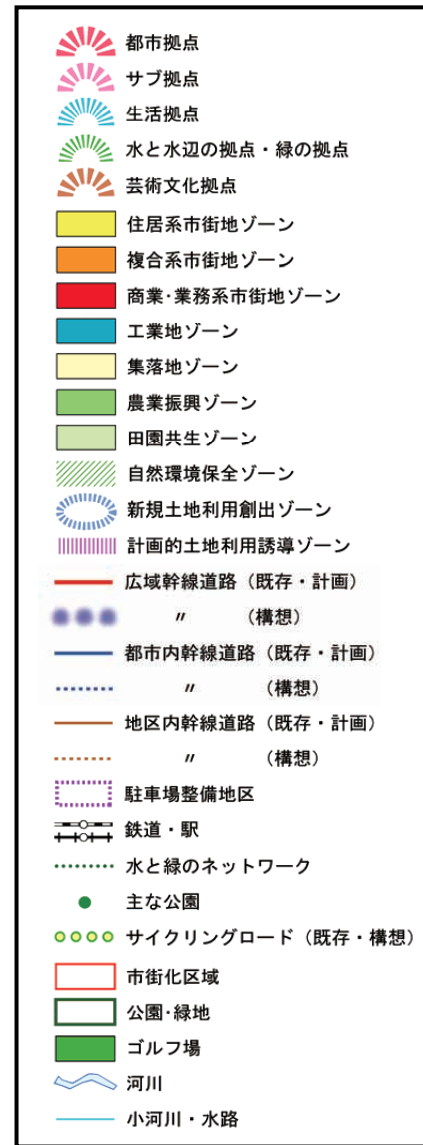 都市拠点
サブ拠点
生活拠点
水と水辺の拠点・緑の拠点
芸術文化拠点
住居系市街地ゾーン
複合系市街地ゾーン
商業・業務系市街地ゾーン
工業地ゾーン
集落地ゾーン
農業振興ゾーン
田園共生ゾーン
自然環境保全ゾーン
新規土地利用創出ゾーン
計画的土地利用誘導ゾーン
広域幹線道路（既存・計画）
〃（構想）
都市内幹線道路（既存・計画）
〃（構想）
地区内幹線道路（既存・計画）
〃（構想）
駐車場整備地区
鉄道・駅
水と緑のネットワーク
主な公園
サイクリングロード（既存・構想）
市街化区域
公園・緑地
ゴルフ場
河川
小河川・水路